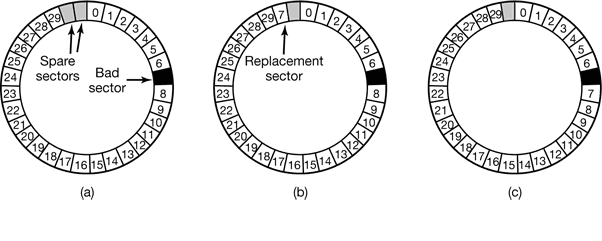 0 1 2 3 4 5 6 8 9 10 11 12 13 14 15 16 17 18 19 20 21 22 23 24 25 26 27 28 29
Spare
sectors
Bad
sector
(a)
0 1 2 3 4 5 6 8 9 10 11 12 13 14 15 16 17 18 19 20 21 22 23 24 25 26 27 28 29 7
Replacement
sector
(b)
0 1 2 3 4 5 6 7 8 9 10 11 12 13 14 15 16 17 18 19 20 21 22 23 24 25 26 27 28 29
(c)